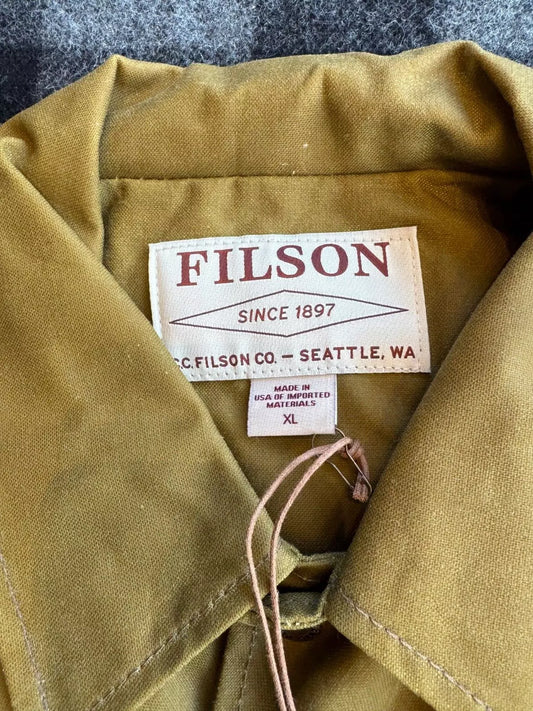 FILSON
SINCE 1897
C.C. FILSON CO. – SEATTLE, WA
MADE IN
USA OF IMPORTED
MATERIALS
XL